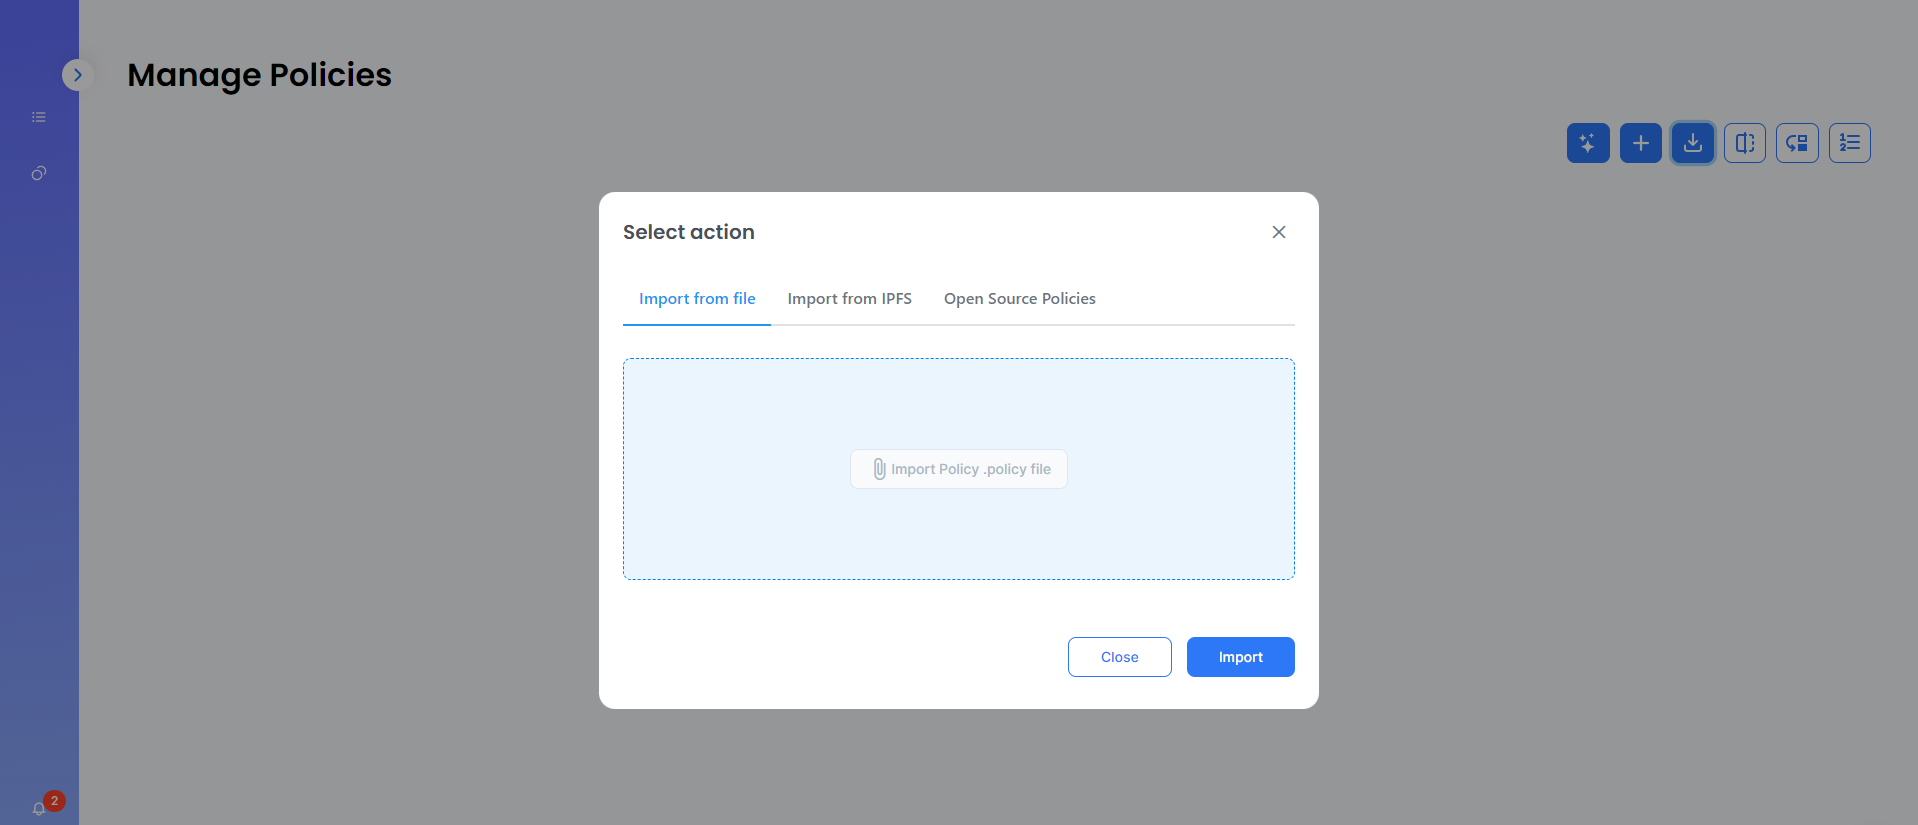 Manage Policies
Select action
Import from file
Import from IPFS
Open Source Policies
Import Policy .policy file
Close
Import
2